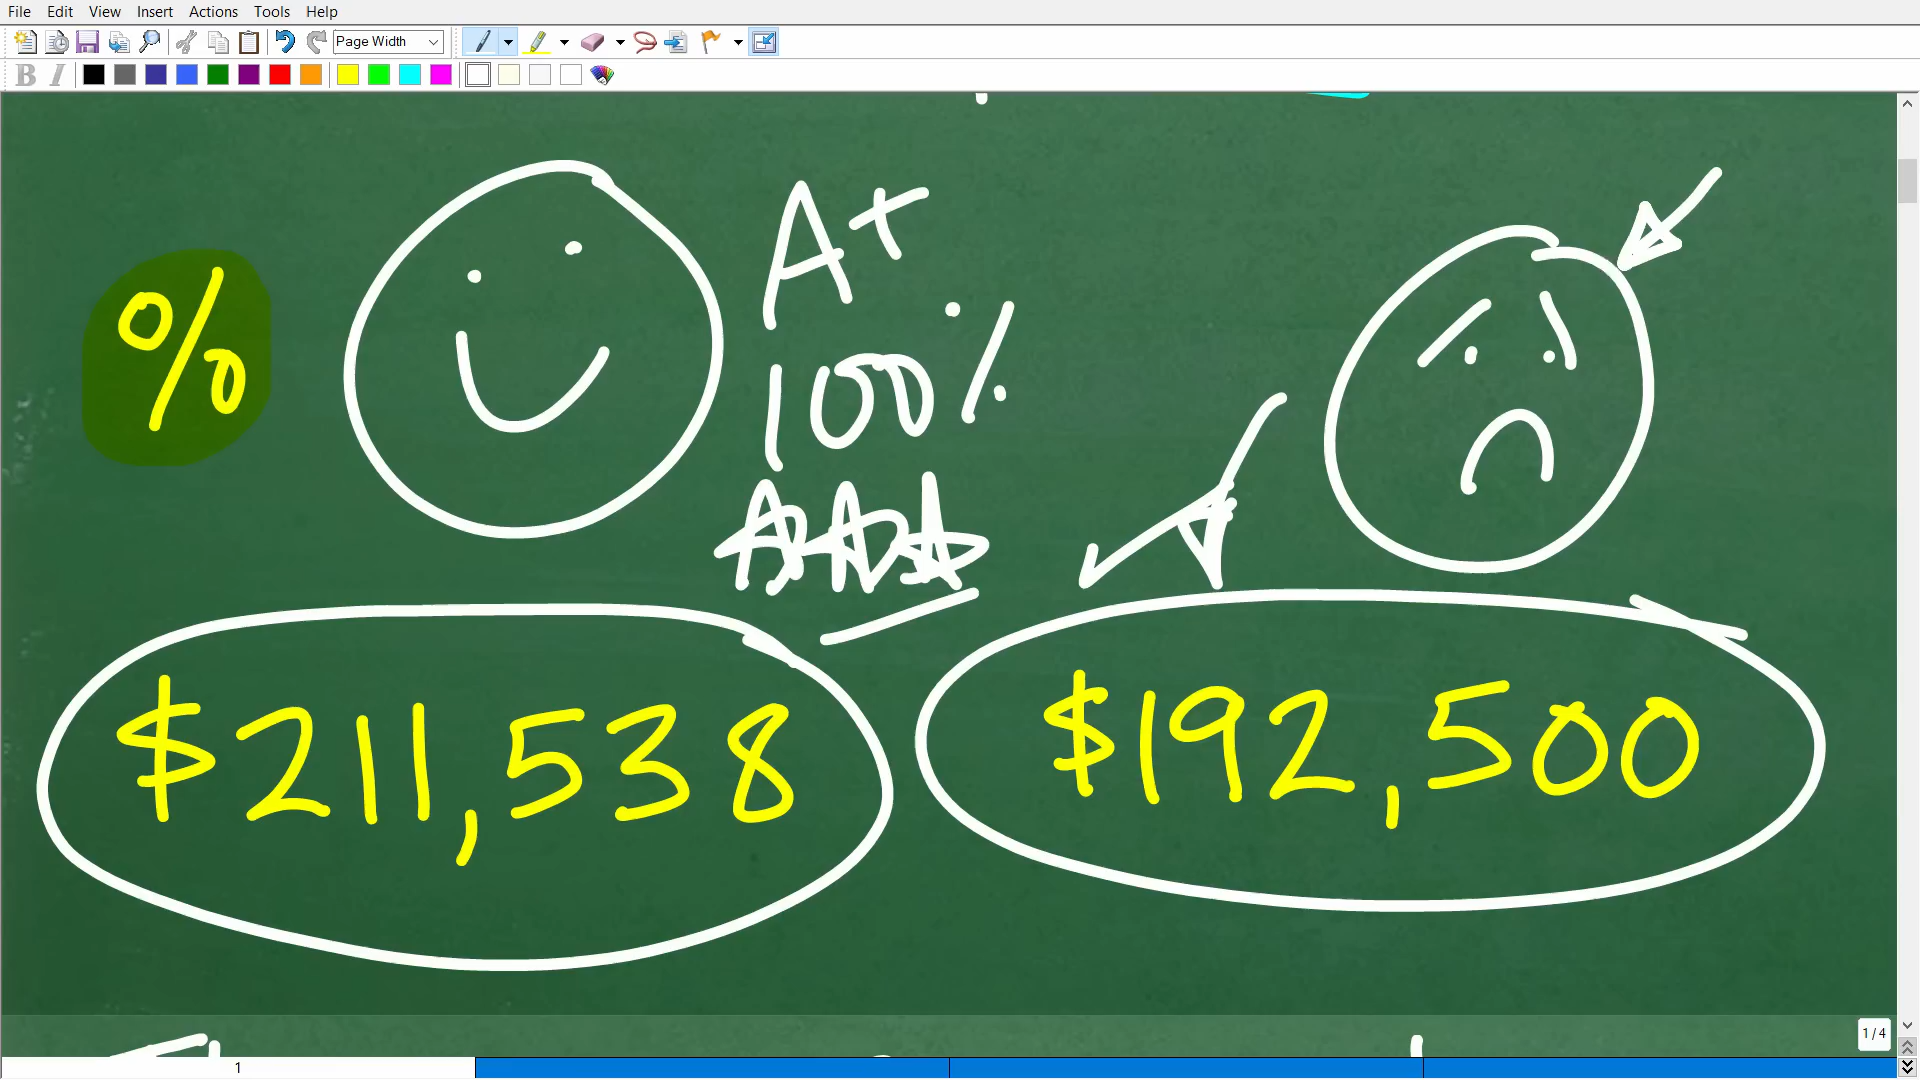 File Edit View Insert Actions Tools Help
Page Width
B I
%
A+
100%
$211,538
$192,500
1 / 4
1